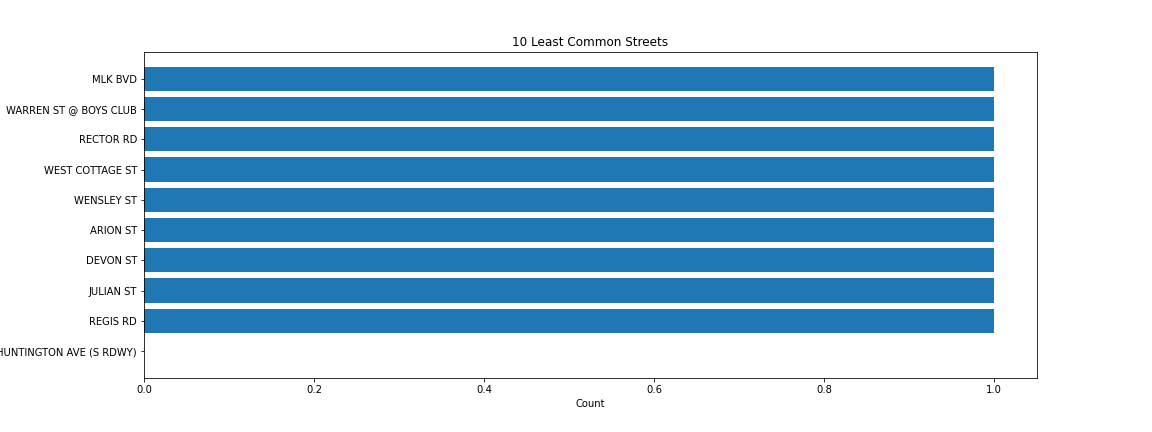 10 Least Common Streets
MLK BVD
WARREN ST @ BOYS CLUB
RECTOR RD
WEST COTTAGE ST
WENSLEY ST
ARION ST
DEVON ST
JULIAN ST
REGIS RD
HUNTINGTON AVE (S RDWY)
0.0 0.2 0.4 0.6 0.8 1.0
Count